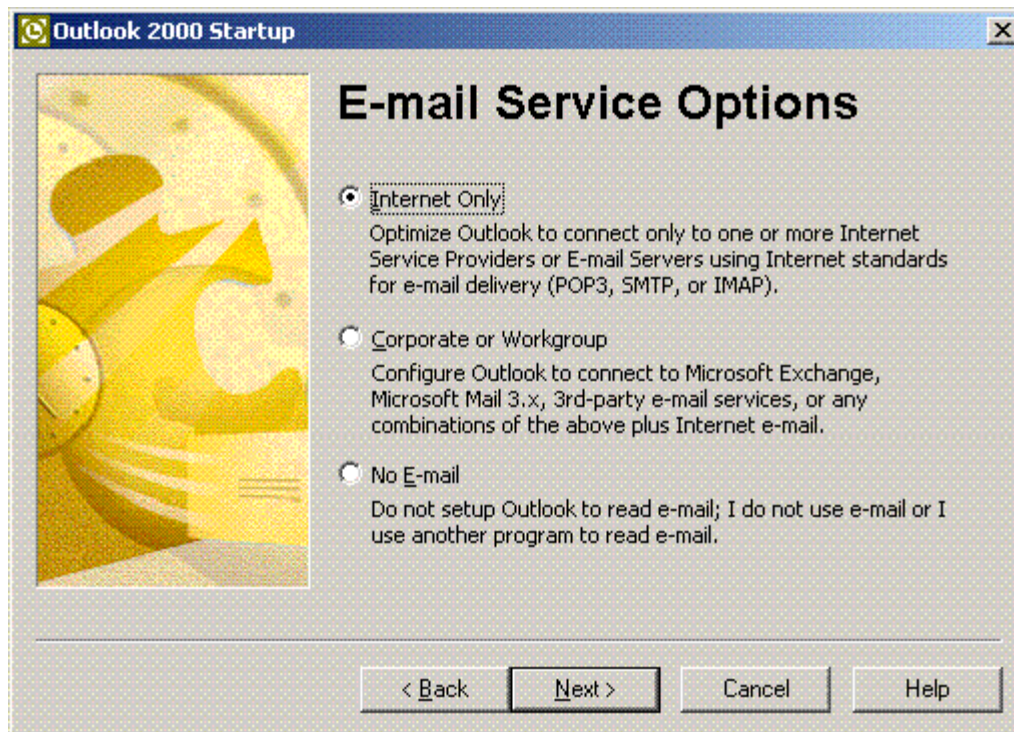 Outlook 2000 Startup
E-mail Service Options
Internet Only
Optimize Outlook to connect only to one or more Internet
Service Providers or E-mail Servers using Internet standards
for e-mail delivery (POP3, SMTP, or IMAP).
Corporate or Workgroup
Configure Outlook to connect to Microsoft Exchange,
Microsoft Mail 3.x, 3rd-party e-mail services, or any
combinations of the above plus Internet e-mail.
No E-mail
Do not setup Outlook to read e-mail; I do not use e-mail or I
use another program to read e-mail.
< Back Next > Cancel Help